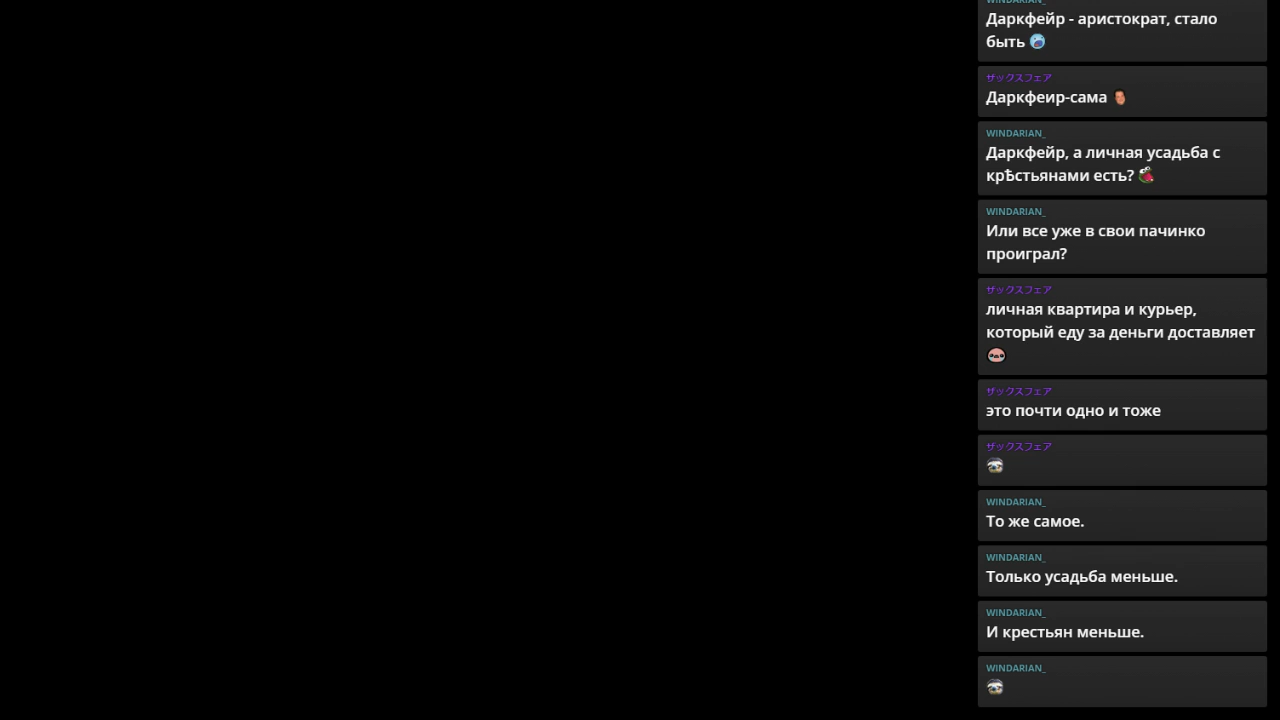 WINDARIAN_
Даркфейр - аристократ, стало
быть
ザックスフェア
Даркфеир-сама
WINDARIAN_
Даркфейр, а личная усадьба с
крѣстьянами есть?
WINDARIAN_
Или все уже в свои пачинко
проиграл?
ザックスフェア
личная квартира и курьер,
который еду за деньги доставляет
ザックスフェア
это почти одно и тоже
ザックスフェア
WINDARIAN_
То же самое.
WINDARIAN_
Только усадьба меньше.
WINDARIAN_
И крестьян меньше.
WINDARIAN_